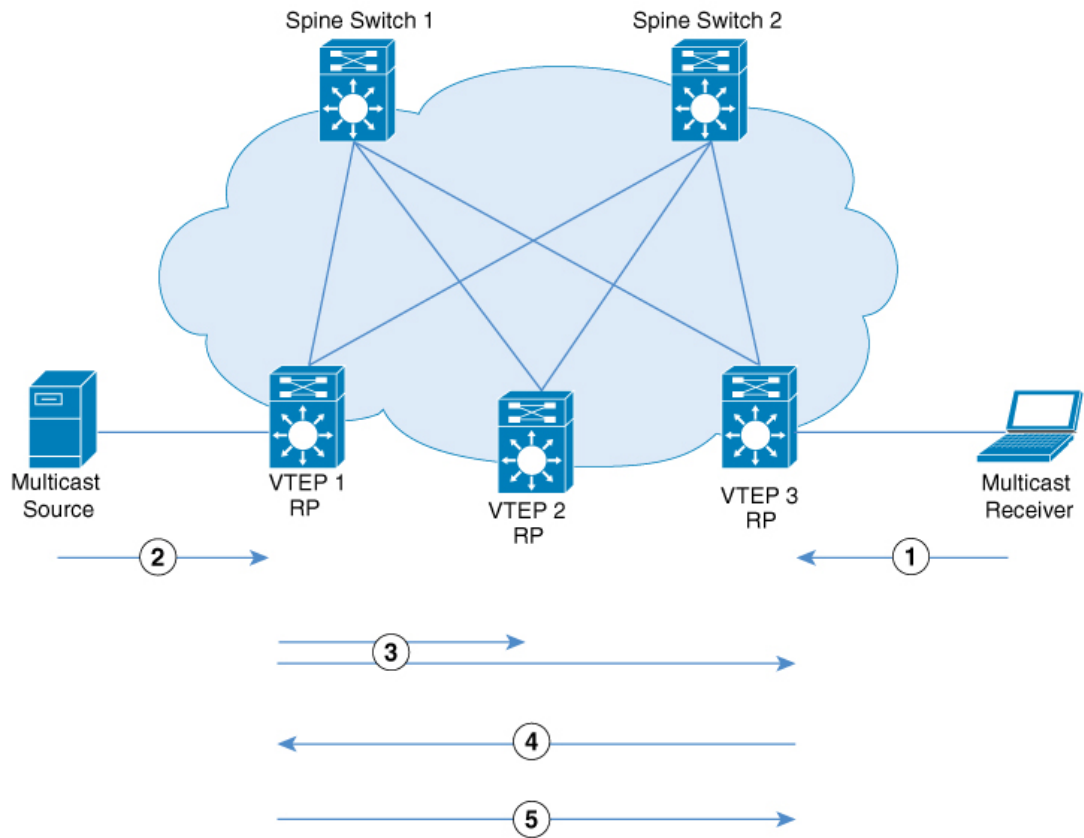 Spine Switch 1
Spine Switch 2
Multicast
Source
VTEP 1
RP
VTEP 2
RP
VTEP 3
RP
Multicast
Receiver
2
1
3
4
5